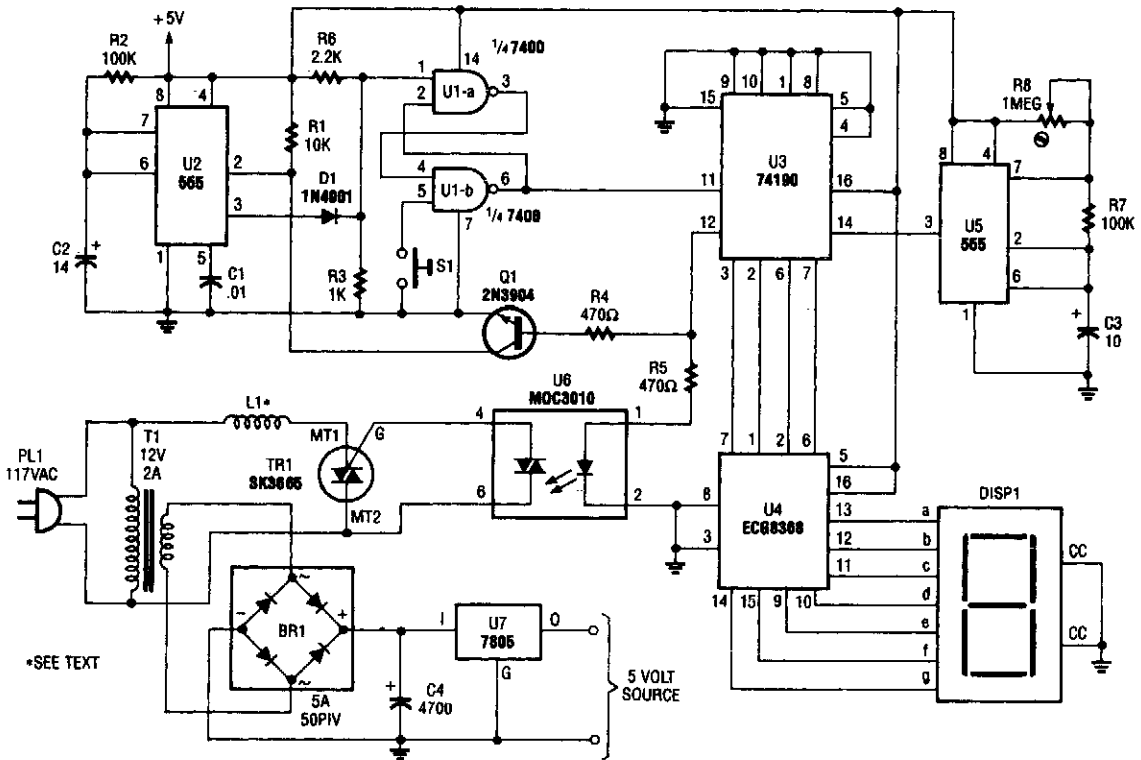 +5V
R2
100K
R6
2.2K
14
1/4 7400
1
2
U1-a
3
8
4
7
6
U2
555
2
3
1
5
R1
10K
D1
1N4001
4
5
U1-b
6
7
1/4 7400
S1
C2
14
+
C1
.01
R3
1K
Q1
2N3904
R4
470Ω
R5
470Ω
9
10
1
8
15
5
4
U3
74190
11
16
12
14
3
2
6
7
R8
1MEG
8
4
7
3
U5
555
2
6
1
R7
100K
+
C3
10
L1*
PL1
117VAC
T1
12V
2A
MT1
G
TR1
SK3665
MT2
U6
MOC3010
4
1
6
2
7
1
2
6
5
16
8
U4
ECG8368
13
12
11
3
14
15
9
10
DISP1
a
b
c
d
e
f
g
CC
CC
~
-
BR1
+
~
5A
50PIV
I
U7
7805
O
G
+
C4
4700
5 VOLT
SOURCE
*SEE TEXT